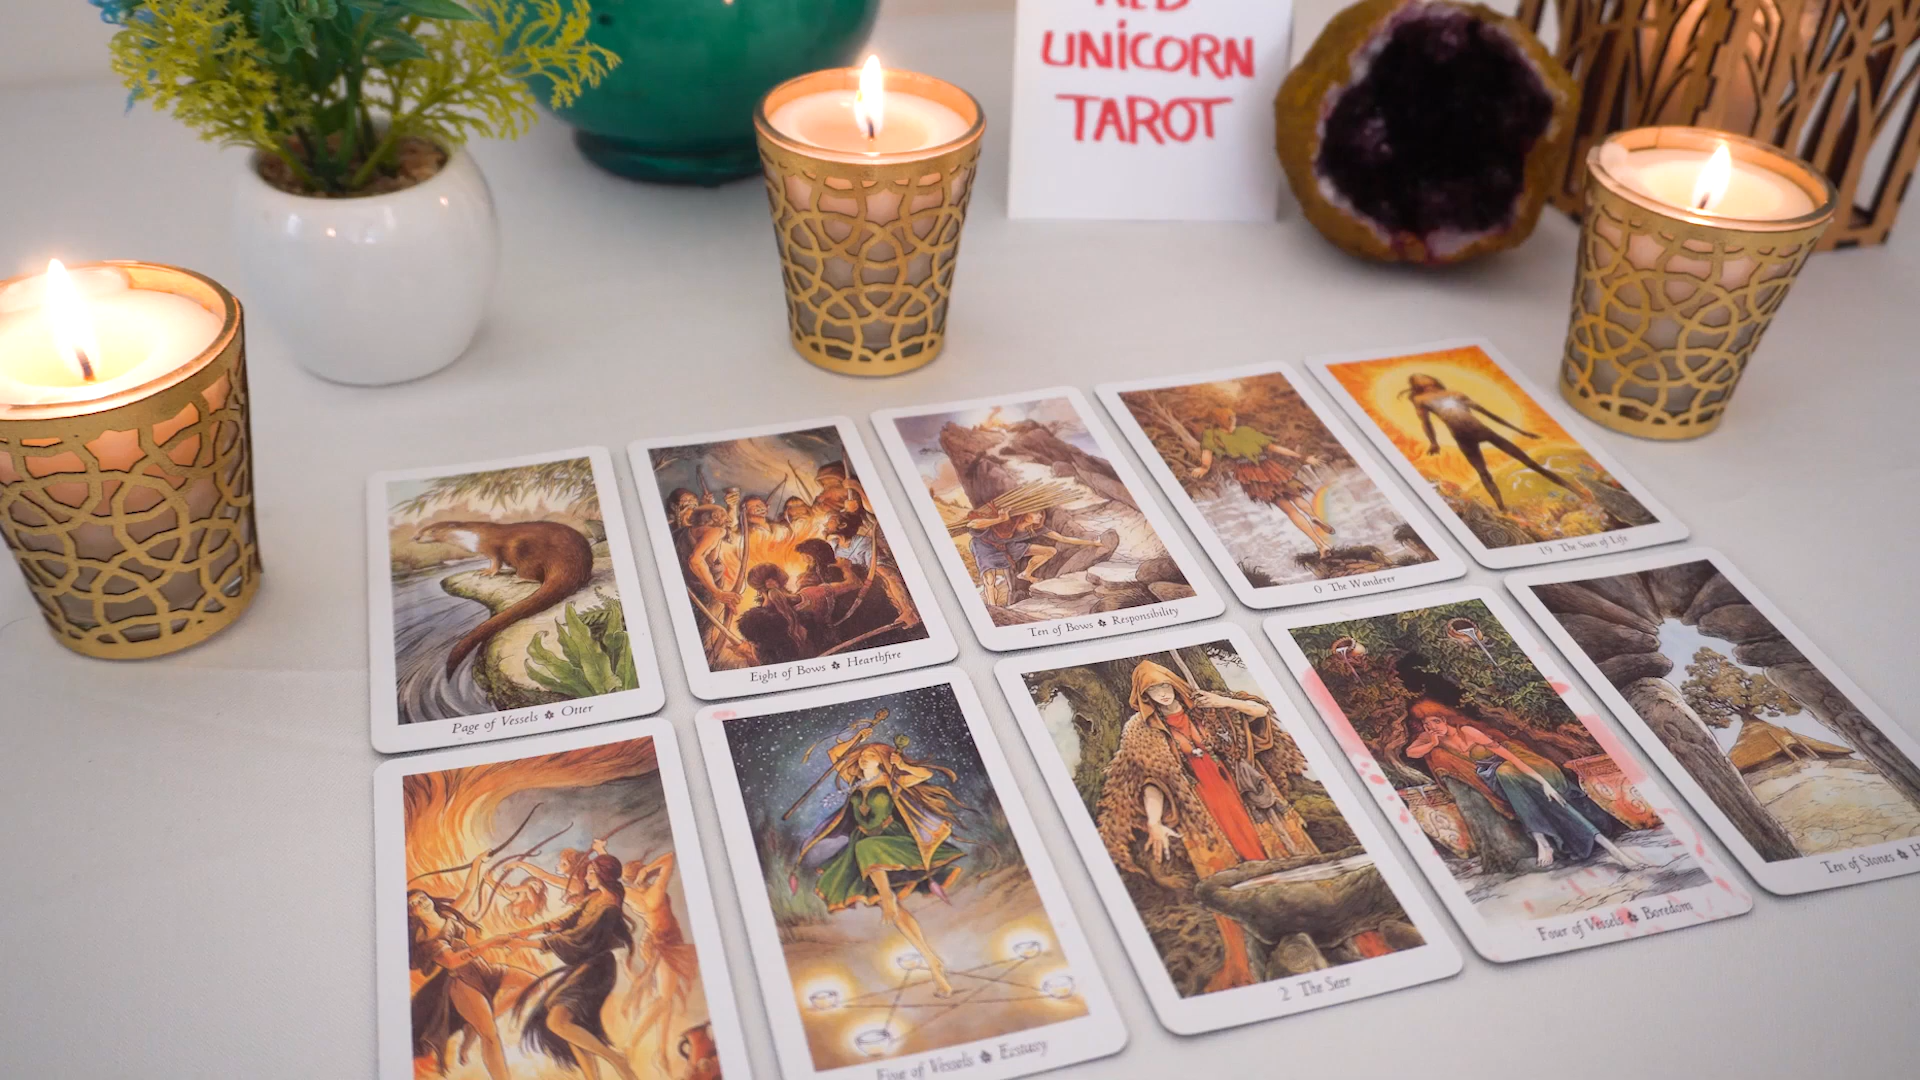 RED
UNICORN
TAROT
19 The Sun of Life
0 The Wanderer
Ten of Bows Responsibility
Eight of Bows Hearthfire
Page of Vessels Otter
Ten of Stones
Four of Vessels Boredom
2 The Seer
Five of Vessels Ecstasy